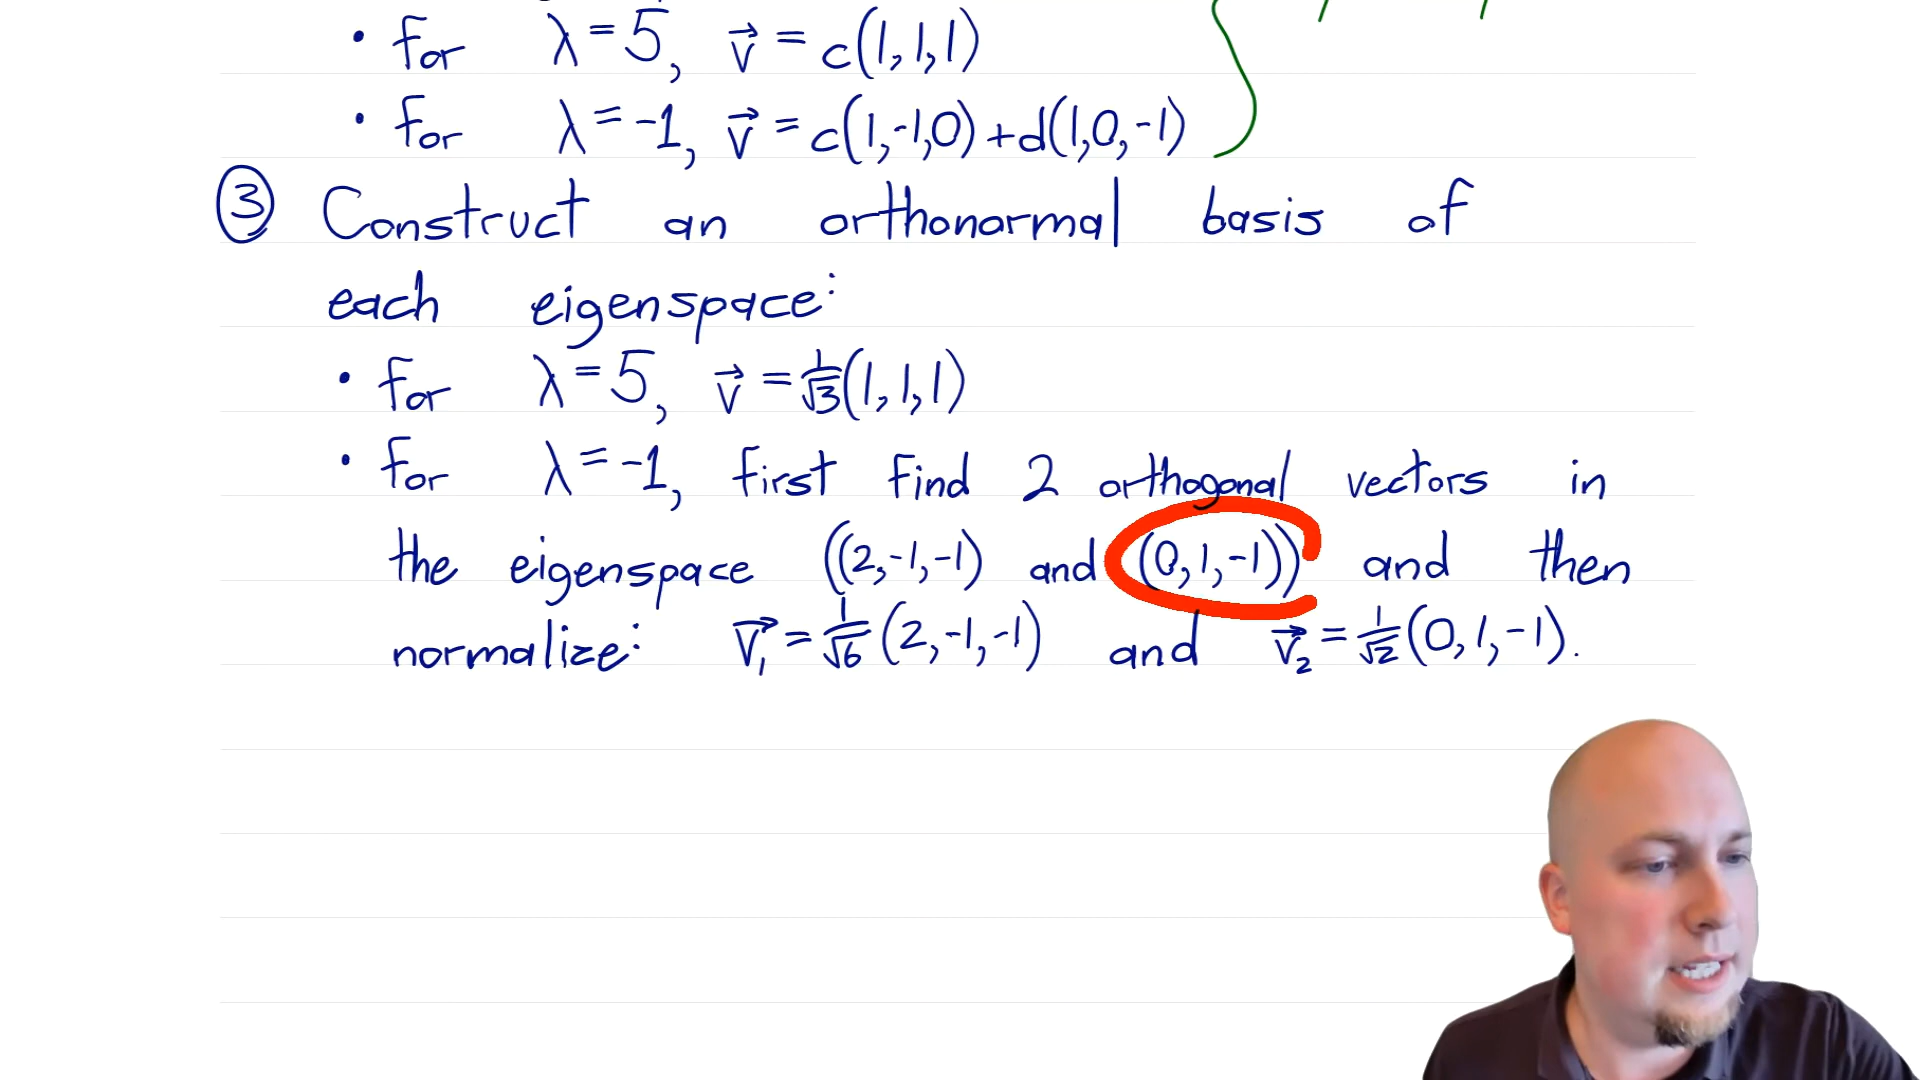 • for λ = 5, v⃗ = c(1,1,1)
• for λ = -1, v⃗ = c(1,-1,0) + d(1,0,-1)
③ Construct an orthonormal basis of
each eigenspace:
• for λ = 5, v⃗ = 1/√3 (1,1,1)
• for λ = -1, first find 2 orthogonal vectors in
the eigenspace ((2,-1,-1) and (0,1,-1)) and then
normalize: v⃗₁ = 1/√6 (2,-1,-1) and v⃗₂ = 1/√2 (0,1,-1).